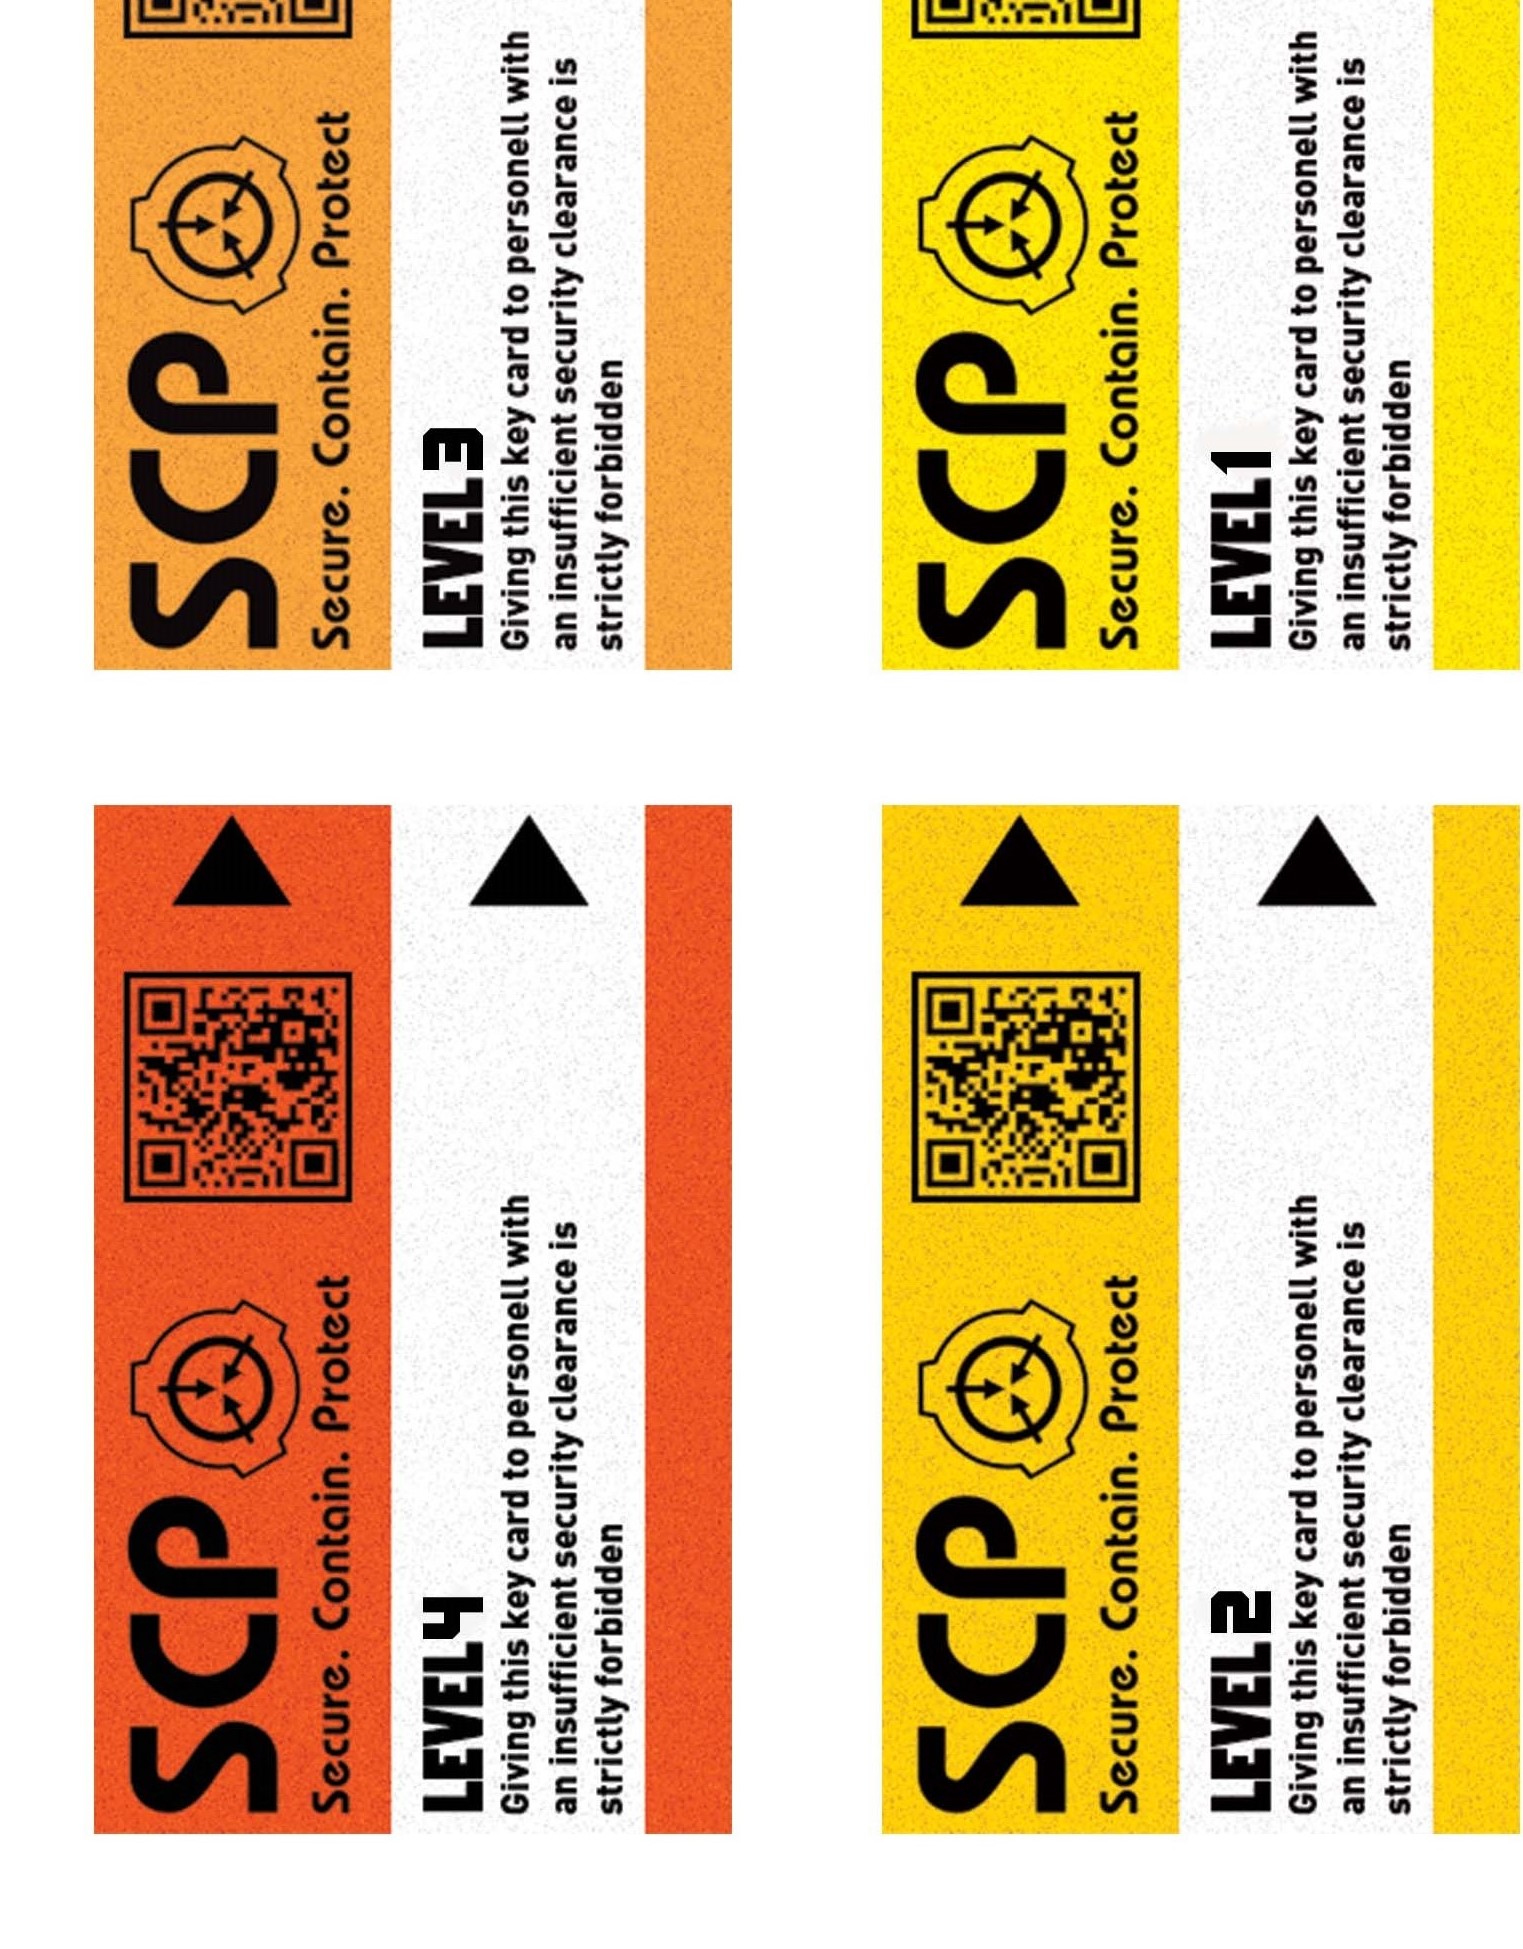 SCP
Secure. Contain. Protect
LEVEL 3
Giving this key card to personell with
an insufficient security clearance is
strictly forbidden
SCP
Secure. Contain. Protect
LEVEL 1
Giving this key card to personell with
an insufficient security clearance is
strictly forbidden
SCP
Secure. Contain. Protect
LEVEL 4
Giving this key card to personell with
an insufficient security clearance is
strictly forbidden
SCP
Secure. Contain. Protect
LEVEL 2
Giving this key card to personell with
an insufficient security clearance is
strictly forbidden